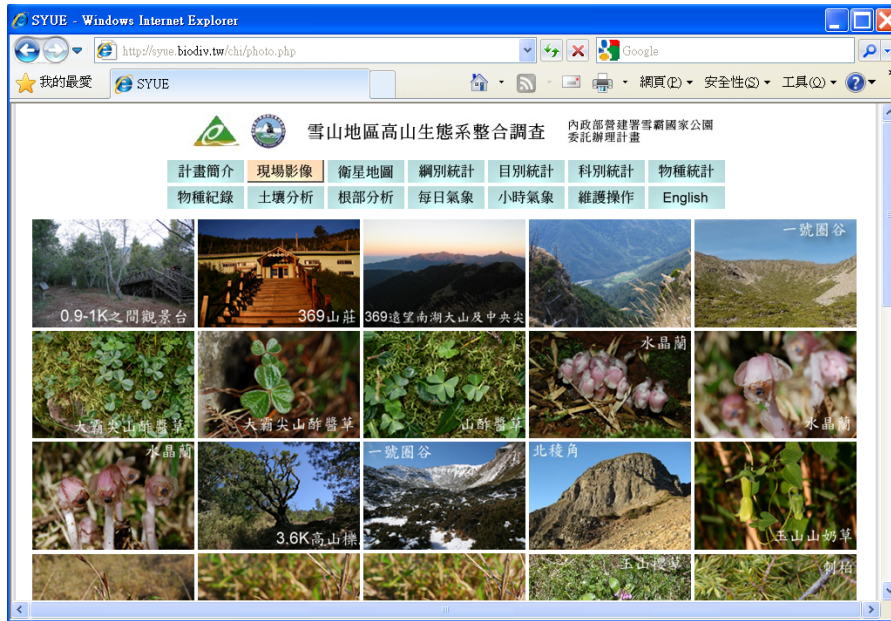 SYUE - Windows Internet Explorer
http://syue.biodiv.tw/chi/photo.php
Google
我的最愛
SYUE
網頁(P)
安全性(S)
工具(O)
雪山地區高山生態系整合調查
內政部營建署雪霸國家公園
委託辦理計畫
計畫簡介 現場影像 衛星地圖 綱別統計 目別統計 科別統計 物種統計
物種紀錄 土壤分析 根部分析 每日氣象 小時氣象 維護操作 English
0.9-1K之間觀景台
369山莊
369遠望南湖大山及中央尖
一號圈谷
大霸尖山酢醬草
大霸尖山酢醬草
山酢醬草
水晶蘭
水晶蘭
水晶蘭
3.6K高山櫟
一號圈谷
北稜角
玉山山奶草
玉山櫻草
刺柏